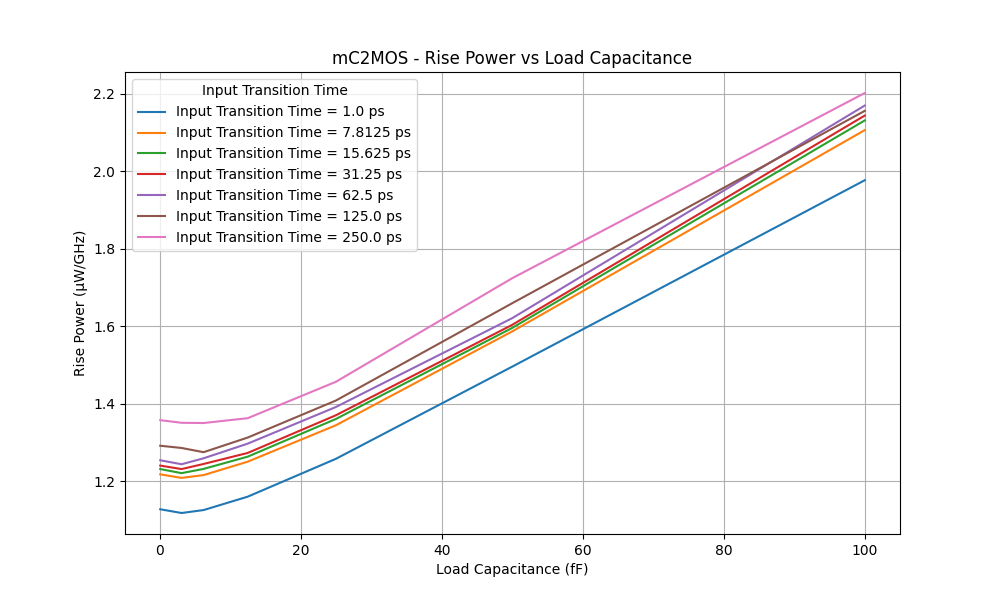 mC2MOS - Rise Power vs Load Capacitance
Rise Power (μW/GHz)
2.2
2.0
1.8
1.6
1.4
1.2
Input Transition Time
Input Transition Time = 1.0 ps
Input Transition Time = 7.8125 ps
Input Transition Time = 15.625 ps
Input Transition Time = 31.25 ps
Input Transition Time = 62.5 ps
Input Transition Time = 125.0 ps
Input Transition Time = 250.0 ps
0 20 40 60 80 100
Load Capacitance (fF)